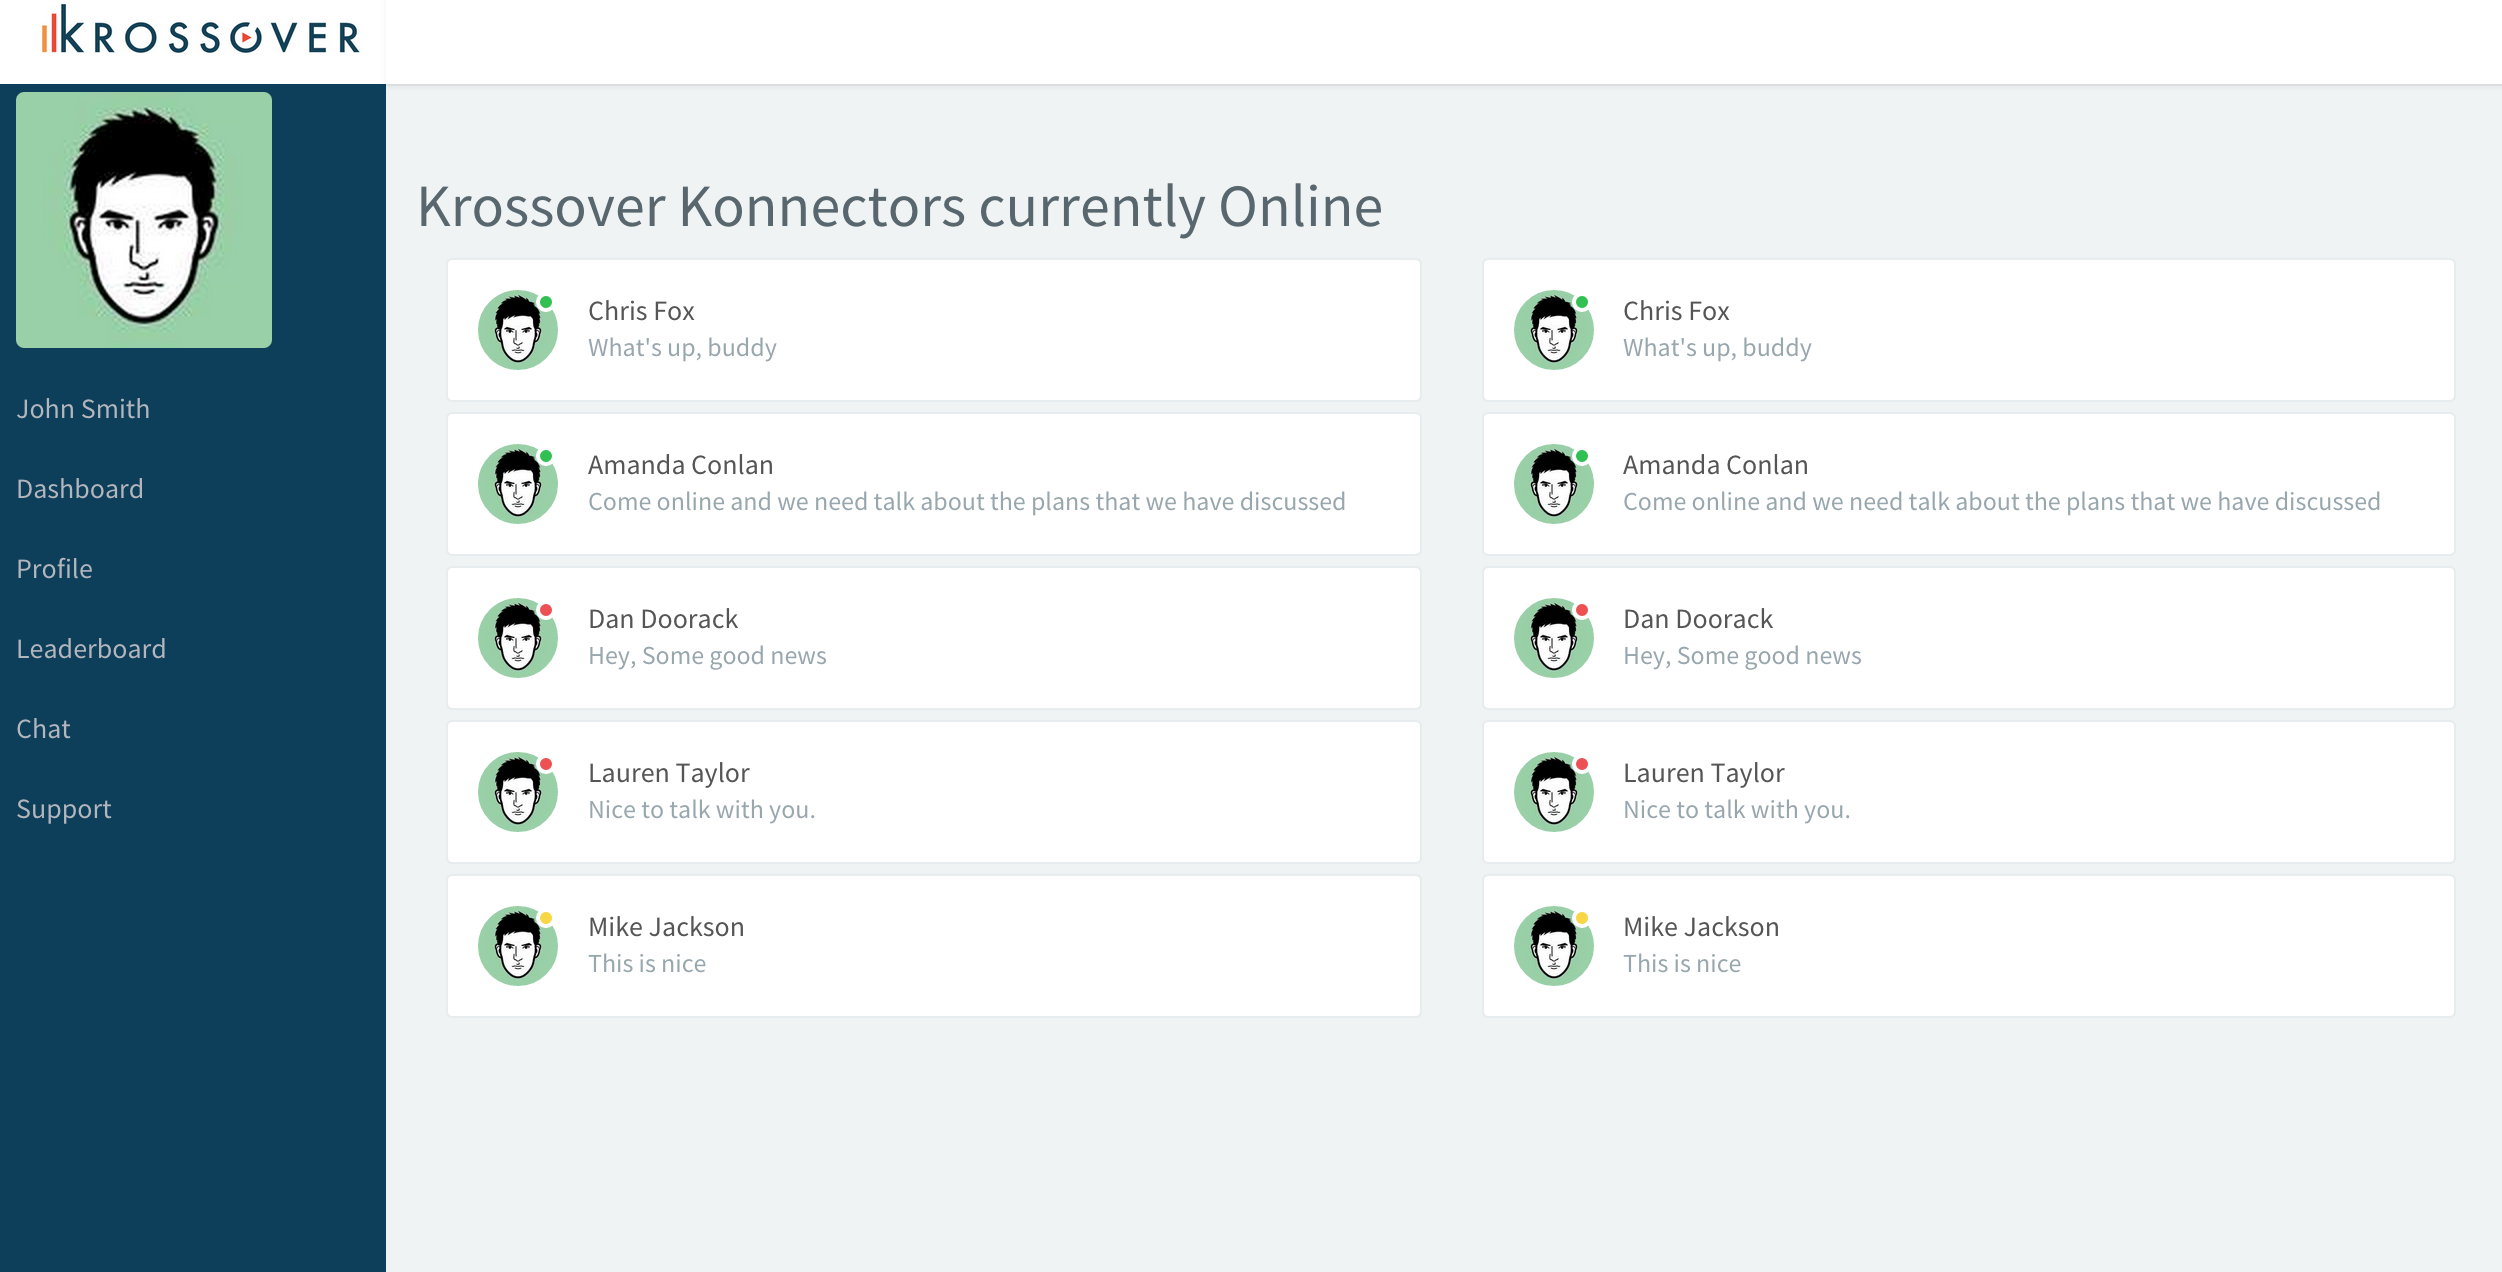 KROSSOVER
John Smith
Dashboard
Profile
Leaderboard
Chat
Support
Krossover Konnectors currently Online
Chris Fox
What's up, buddy
Amanda Conlan
Come online and we need talk about the plans that we have discussed
Dan Doorack
Hey, Some good news
Lauren Taylor
Nice to talk with you.
Mike Jackson
This is nice
Chris Fox
What's up, buddy
Amanda Conlan
Come online and we need talk about the plans that we have discussed
Dan Doorack
Hey, Some good news
Lauren Taylor
Nice to talk with you.
Mike Jackson
This is nice